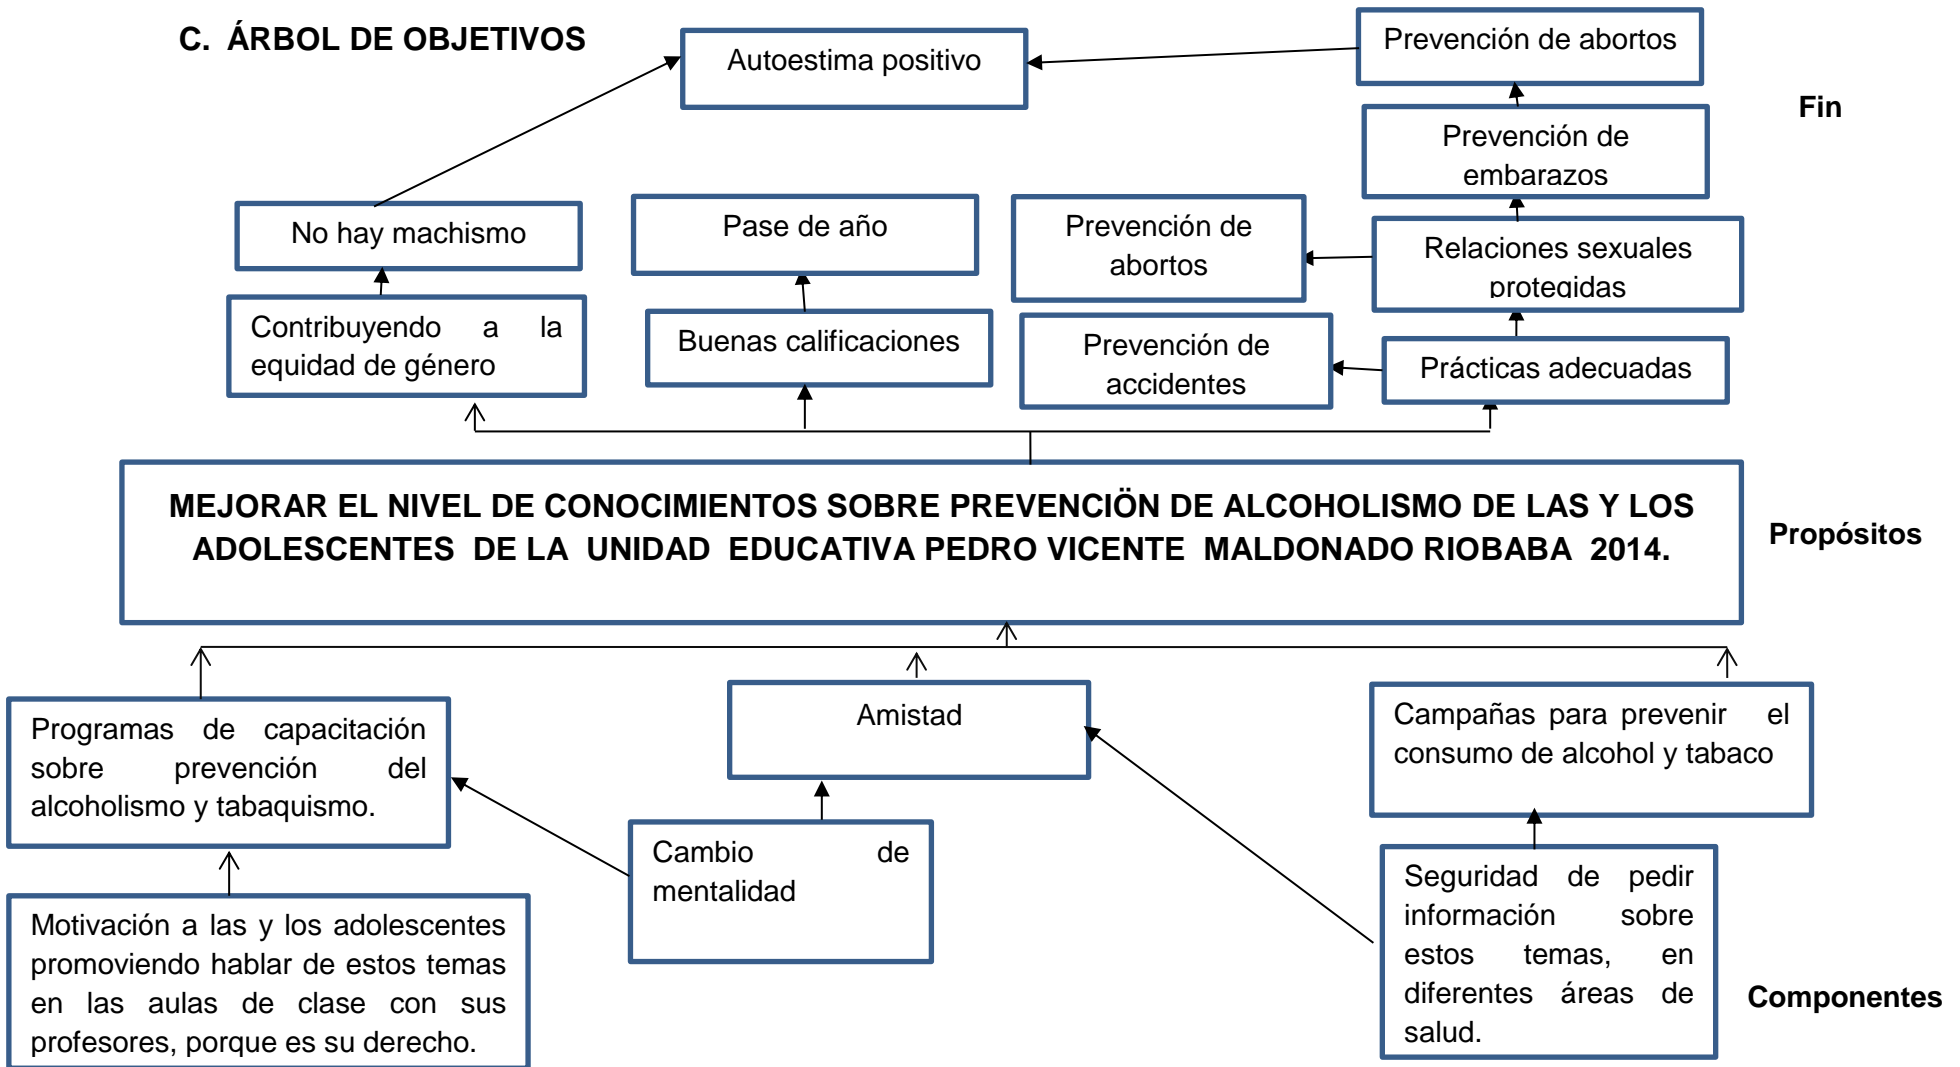 C. ÁRBOL DE OBJETIVOS
Autoestima positivo
Prevención de abortos
Fin
Prevención de
embarazos
No hay machismo
Pase de año
Prevención de
abortos
Relaciones sexuales
protegidas
Contribuyendo a la
equidad de género
Buenas calificaciones
Prevención de
accidentes
Prácticas adecuadas
MEJORAR EL NIVEL DE CONOCIMIENTOS SOBRE PREVENCIÖN DE ALCOHOLISMO DE LAS Y LOS
ADOLESCENTES DE LA UNIDAD EDUCATIVA PEDRO VICENTE MALDONADO RIOBABA 2014.
Propósitos
Programas de capacitación
sobre prevención del
alcoholismo y tabaquismo.
Amistad
Campañas para prevenir el
consumo de alcohol y tabaco
Cambio de
mentalidad
Seguridad de pedir
información sobre
estos temas, en
diferentes áreas de
salud.
Motivación a las y los adolescentes
promoviendo hablar de estos temas
en las aulas de clase con sus
profesores, porque es su derecho.
Componentes